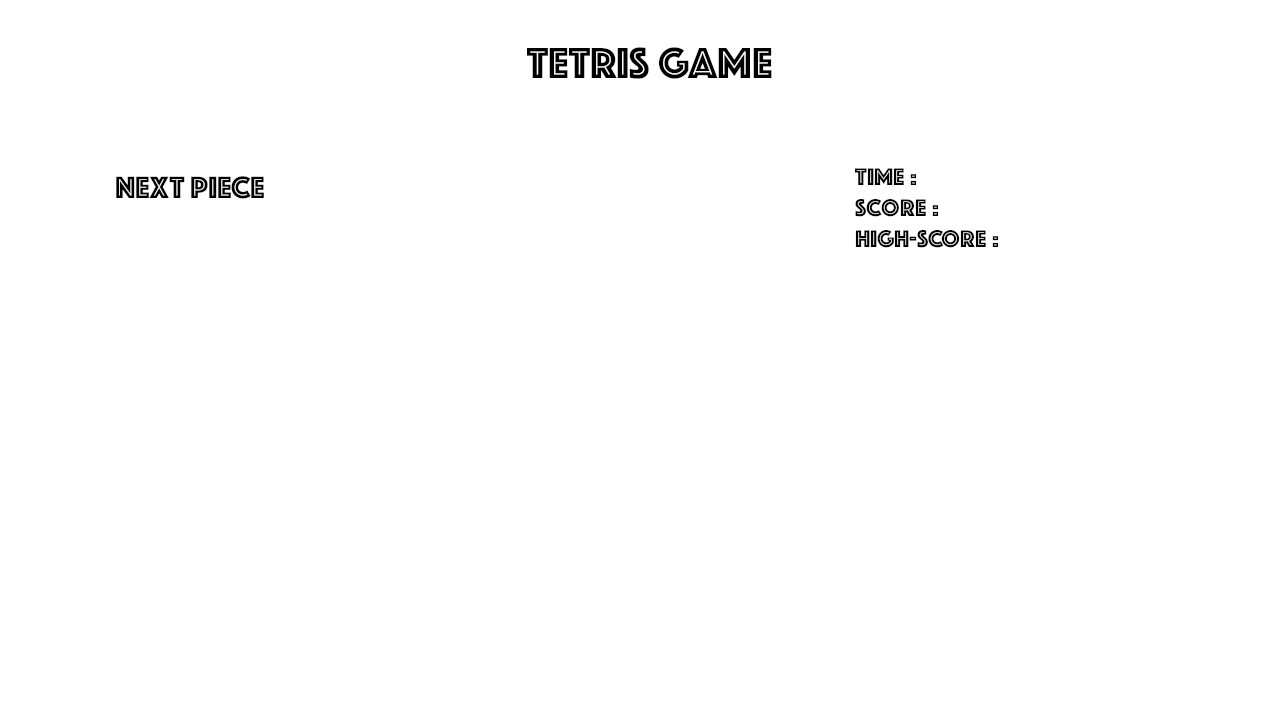 TETRIS GAME
NEXT PIECE
TIME :
SCORE :
HIGH-SCORE :